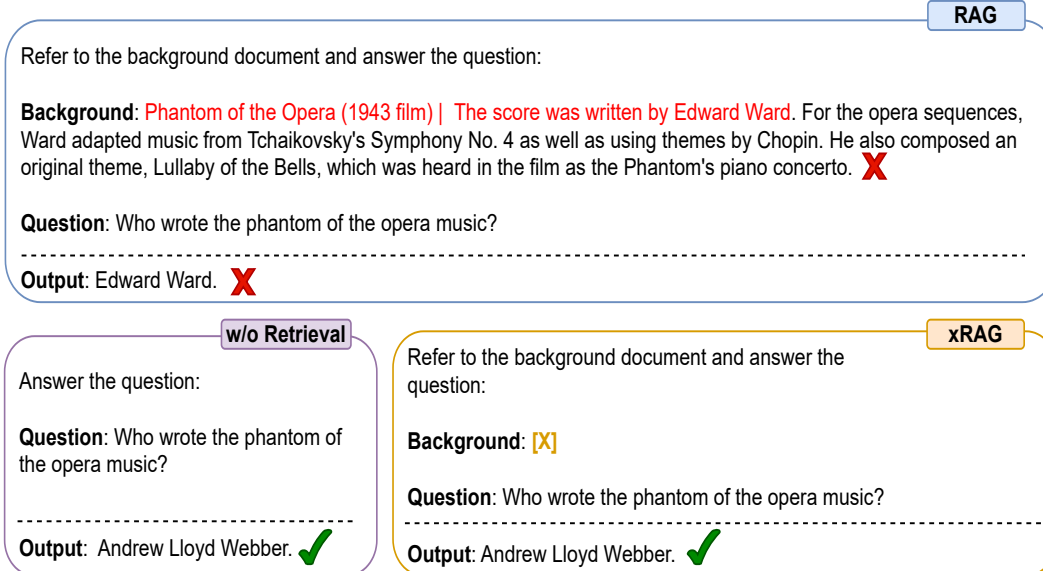 RAG
Refer to the background document and answer the question:
Background: Phantom of the Opera (1943 film) | The score was written by Edward Ward. For the opera sequences,
Ward adapted music from Tchaikovsky's Symphony No. 4 as well as using themes by Chopin. He also composed an
original theme, Lullaby of the Bells, which was heard in the film as the Phantom's piano concerto.
Question: Who wrote the phantom of the opera music?
Output: Edward Ward.
w/o Retrieval
Answer the question:
Question: Who wrote the phantom of
the opera music?
Output: Andrew Lloyd Webber.
xRAG
Refer to the background document and answer the
question:
Background: [X]
Question: Who wrote the phantom of the opera music?
Output: Andrew Lloyd Webber.